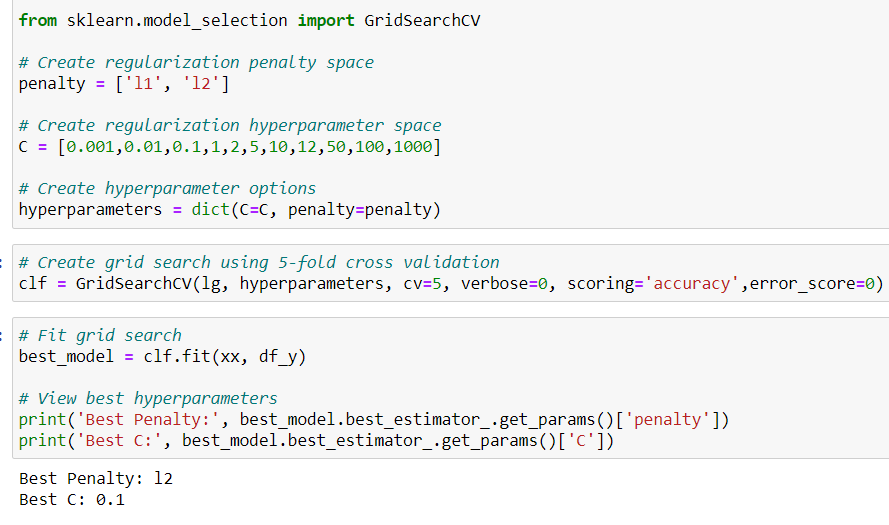 from sklearn.model_selection import GridSearchCV
# Create regularization penalty space
penalty = ['l1', 'l2']
# Create regularization hyperparameter space
C = [0.001,0.01,0.1,1,2,5,10,12,50,100,1000]
# Create hyperparameter options
hyperparameters = dict(C=C, penalty=penalty)
# Create grid search using 5-fold cross validation
clf = GridSearchCV(lg, hyperparameters, cv=5, verbose=0, scoring='accuracy',error_score=0)
# Fit grid search
best_model = clf.fit(xx, df_y)
# View best hyperparameters
print('Best Penalty:', best_model.best_estimator_.get_params()['penalty'])
print('Best C:', best_model.best_estimator_.get_params()['C'])
Best Penalty: l2
Best C: 0.1